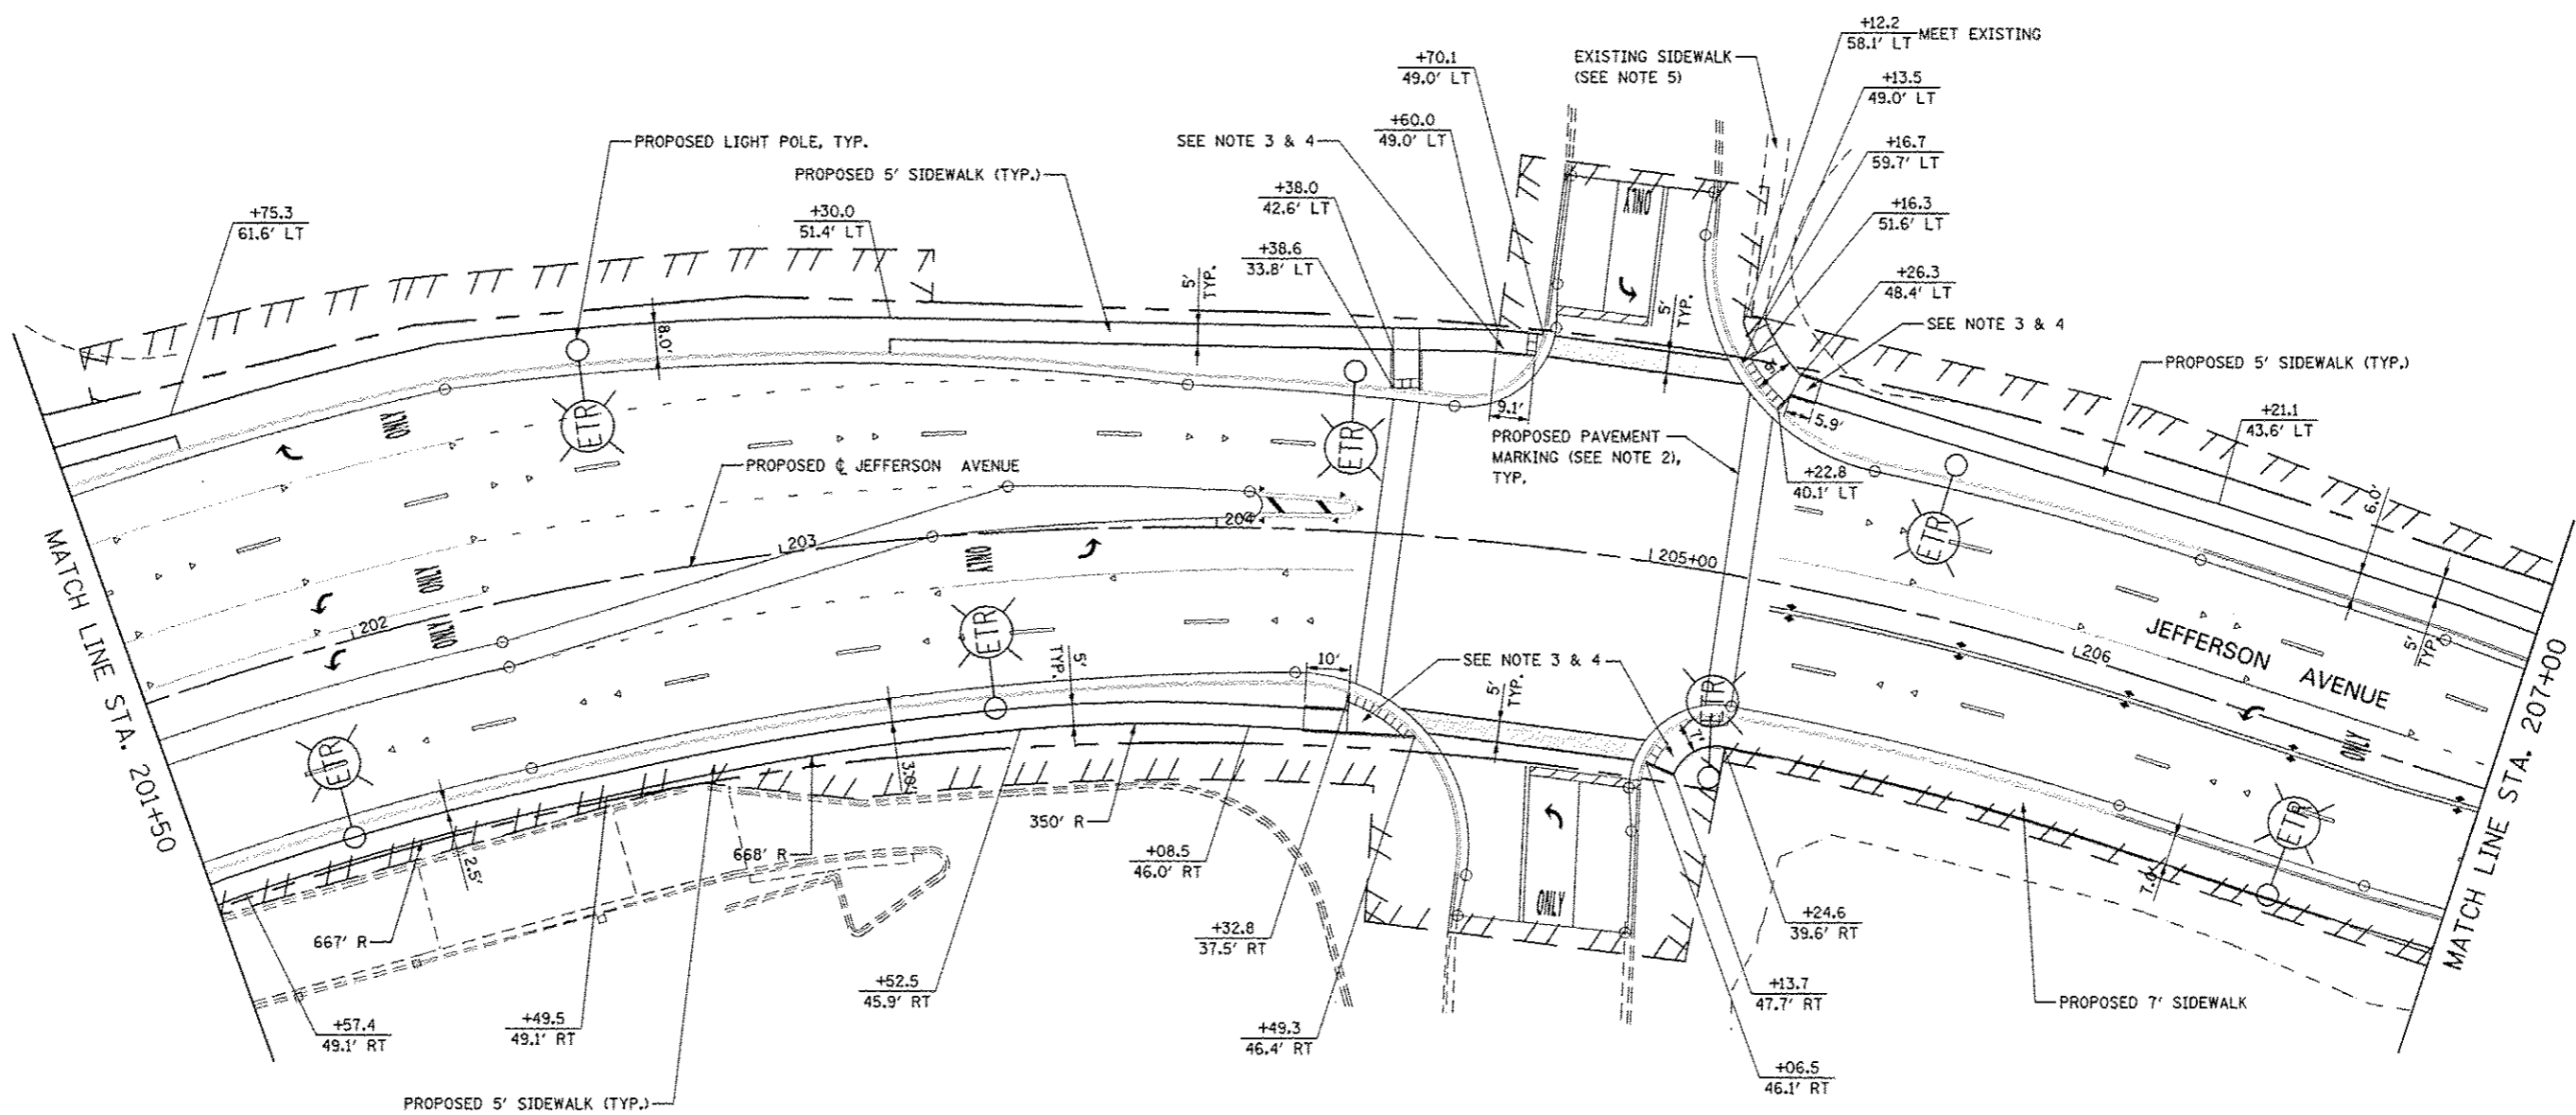 +12.2
58.1' LT
MEET EXISTING
EXISTING SIDEWALK
(SEE NOTE 5)
+70.1
49.0' LT
+13.5
49.0' LT
+60.0
49.0' LT
SEE NOTE 3 & 4
PROPOSED LIGHT POLE, TYP.
PROPOSED 5' SIDEWALK (TYP.)
+16.7
59.7' LT
+38.0
42.6' LT
+75.3
61.6' LT
+30.0
51.4' LT
+16.3
51.6' LT
+38.6
33.8' LT
ONLY
5'
TYP.
5'
TYP.
+26.3
48.4' LT
SEE NOTE 3 & 4
8.0'
PROPOSED 5' SIDEWALK (TYP.)
ONLY
ETR
ETR
9.1'
5.9'
+21.1
43.6' LT
PROPOSED PAVEMENT
MARKING (SEE NOTE 2),
TYP.
PROPOSED ℄ JEFFERSON AVENUE
+22.8
40.1' LT
6.0'
ETR
MATCH LINE STA. 201+50
202
203
204
205+00
206
ONLY
ONLY
ONLY
JEFFERSON AVENUE
5'
TYP.
ETR
5'
TYP.
10'
SEE NOTE 3 & 4
5'
TYP.
ETR
7'
ONLY
MATCH LINE STA. 207+00
ETR
3.0'
2.5'
668' R
350' R
+08.5
46.0' RT
ONLY
ETR
7.0'
667' R
+32.8
37.5' RT
+24.6
39.6' RT
+52.5
45.9' RT
+13.7
47.7' RT
PROPOSED 7' SIDEWALK
+57.4
49.1' RT
+49.5
49.1' RT
+49.3
46.4' RT
+06.5
46.1' RT
PROPOSED 5' SIDEWALK (TYP.)